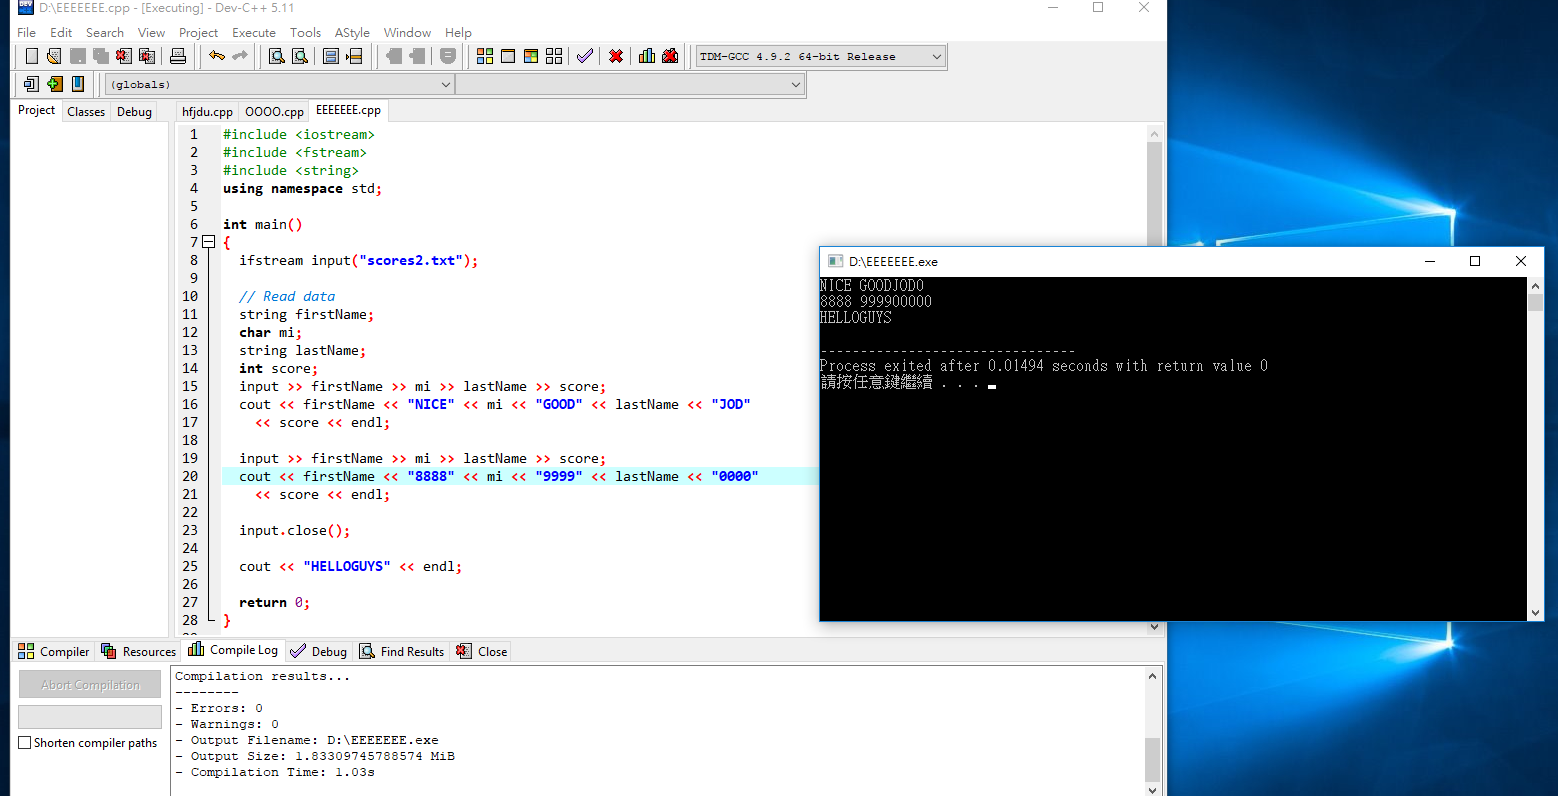 D:\EEEEEEE.cpp - [Executing] - Dev-C++ 5.11
File Edit Search View Project Execute Tools AStyle Window Help
TDM-GCC 4.9.2 64-bit Release
(globals)
Project Classes Debug
hfjdu.cpp OOOO.cpp EEEEEEE.cpp
1 #include <iostream>
2 #include <fstream>
3 #include <string>
4 using namespace std;
5
6 int main()
7 {
8 ifstream input("scores2.txt");
9
10 // Read data
11 string firstName;
12 char mi;
13 string lastName;
14 int score;
15 input >> firstName >> mi >> lastName >> score;
16 cout << firstName << "NICE" << mi << "GOOD" << lastName << "JOD"
17 << score << endl;
18
19 input >> firstName >> mi >> lastName >> score;
20 cout << firstName << "8888" << mi << "9999" << lastName << "0000"
21 << score << endl;
22
23 input.close();
24
25 cout << "HELLOGUYS" << endl;
26
27 return 0;
28 }
D:\EEEEEEE.exe
NICE GOODJOD0
8888 999900000
HELLOGUYS
--------------------------------
Process exited after 0.01494 seconds with return value 0
請按任意鍵繼續 . . .
Compiler Resources Compile Log Debug Find Results Close
Abort Compilation
Shorten compiler paths
Compilation results...
--------
- Errors: 0
- Warnings: 0
- Output Filename: D:\EEEEEEE.exe
- Output Size: 1.83309745788574 MiB
- Compilation Time: 1.03s